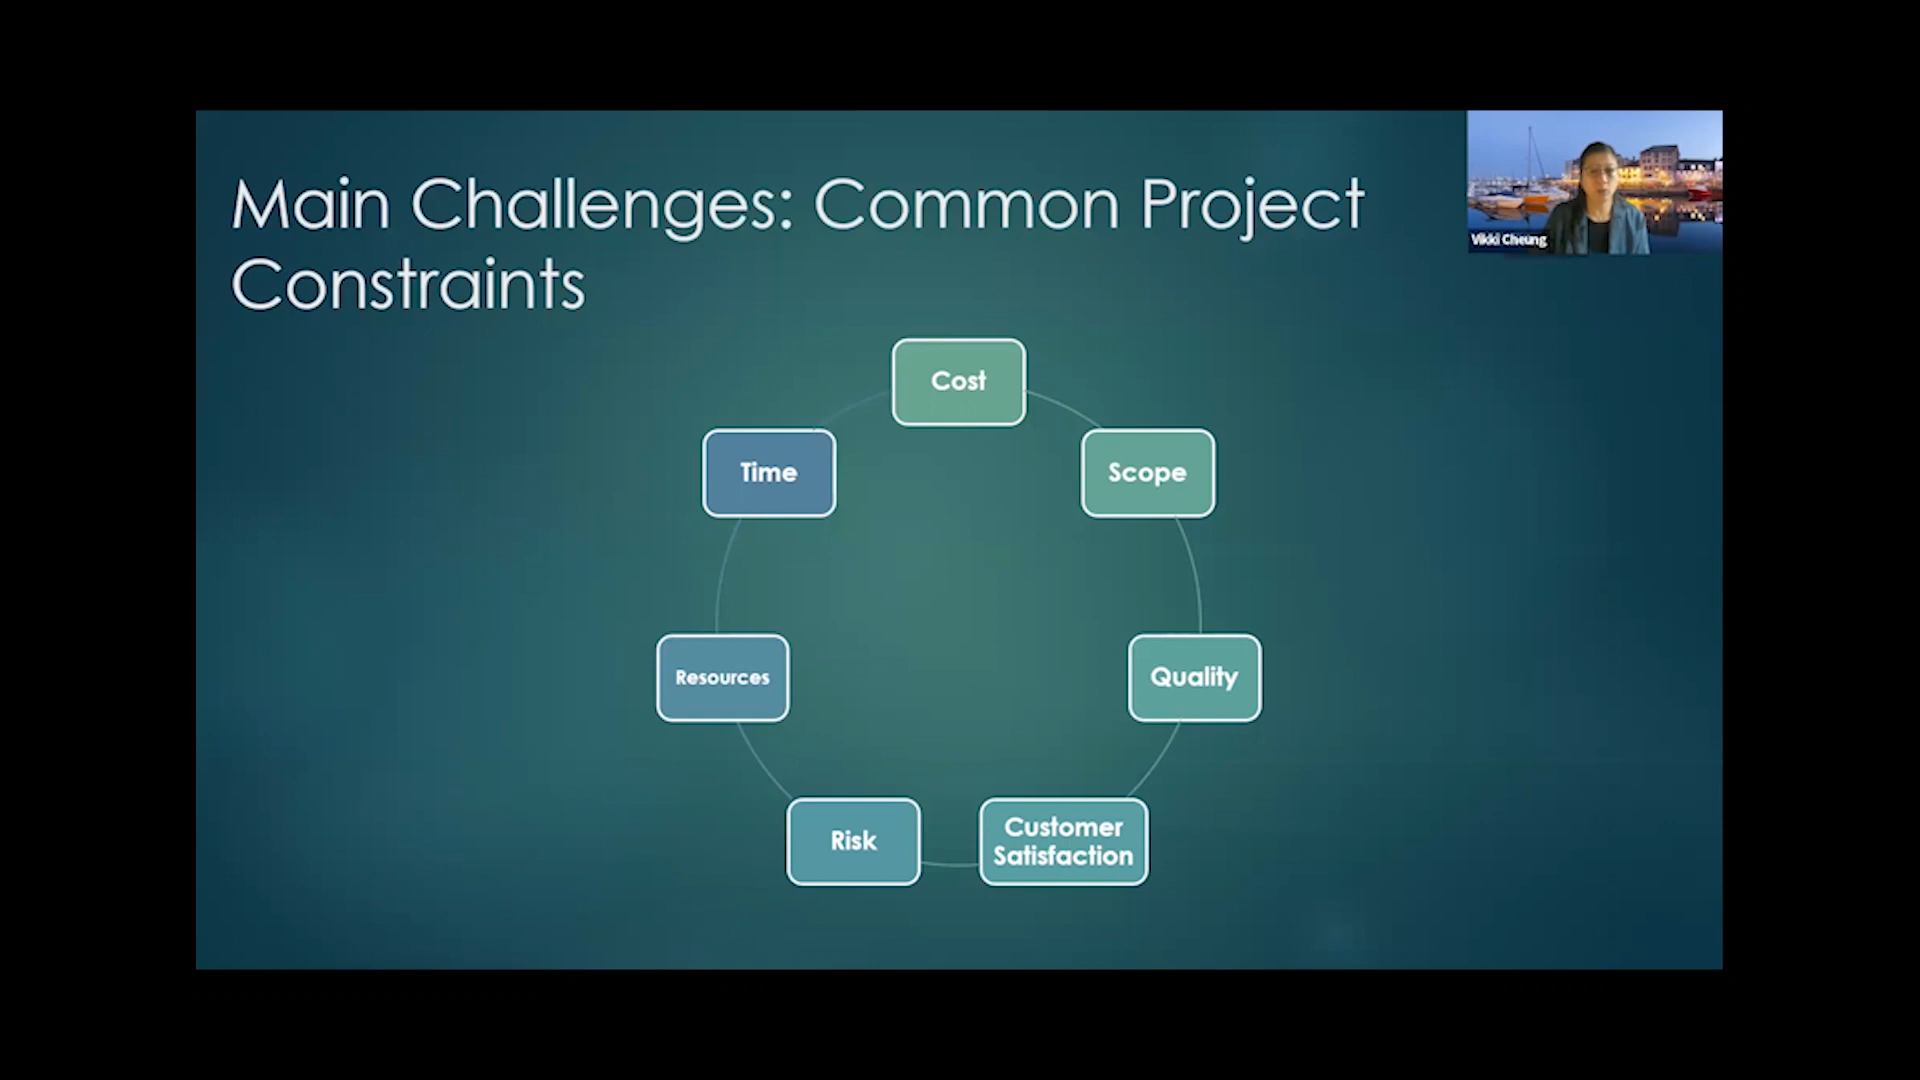 Main Challenges: Common Project
Constraints
Vikki Cheung
Cost
Time
Scope
Resources
Quality
Risk
Customer
Satisfaction